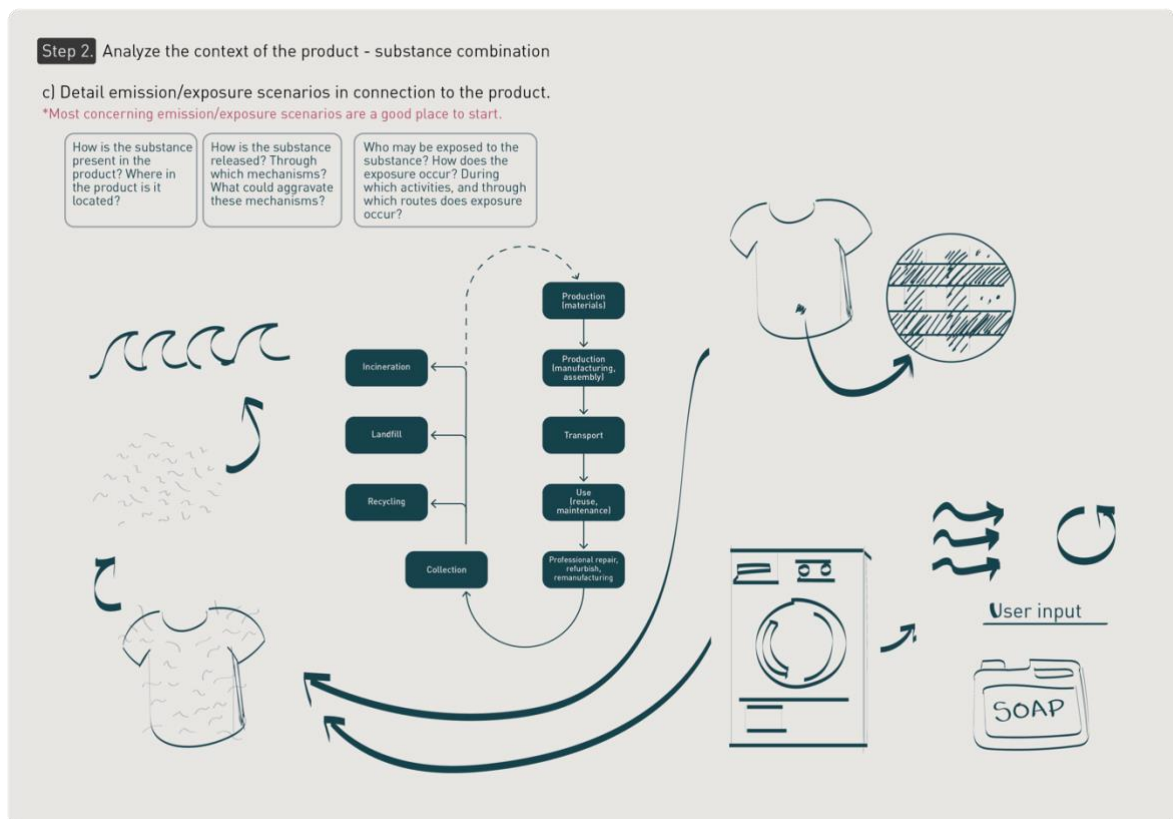 Step 2. Analyze the context of the product - substance combination
c) Detail emission/exposure scenarios in connection to the product.
*Most concerning emission/exposure scenarios are a good place to start.
How is the substance
present in the
product? Where in
the product is it
located?
How is the substance
released? Through
which mechanisms?
What could aggravate
these mechanisms?
Who may be exposed to the
substance? How does the
exposure occur? During
which activities, and through
which routes does exposure
occur?
Production
(materials)
Production
(manufacturing,
assembly)
Transport
Use
(reuse,
maintenance)
Professional repair,
refurbish,
remanufacturing
Collection
Incineration
Landfill
Recycling
User input
SOAP